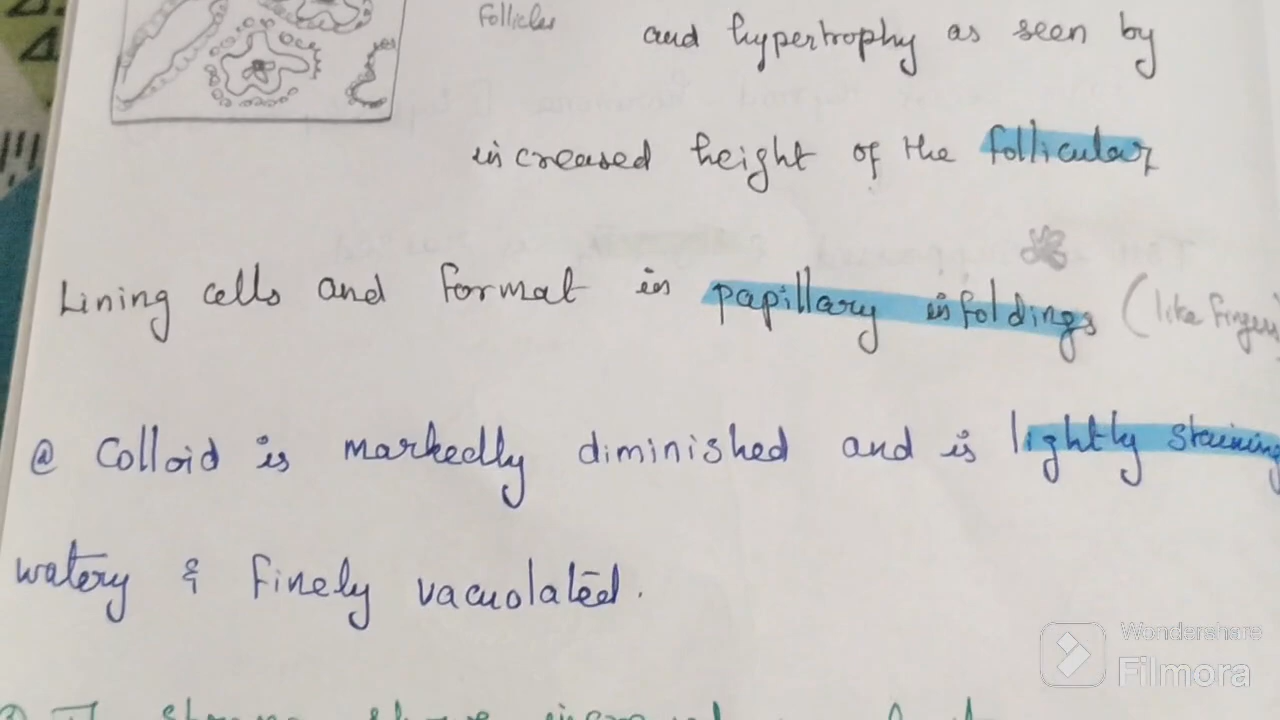 Follicles
and hypertrophy as seen by
increased height of the follicular
Lining cells and format in papillary infoldings (like fingers)
@ Colloid is markedly diminished and is lightly staining
watery & finely vacuolated.
Wondershare
Filmora